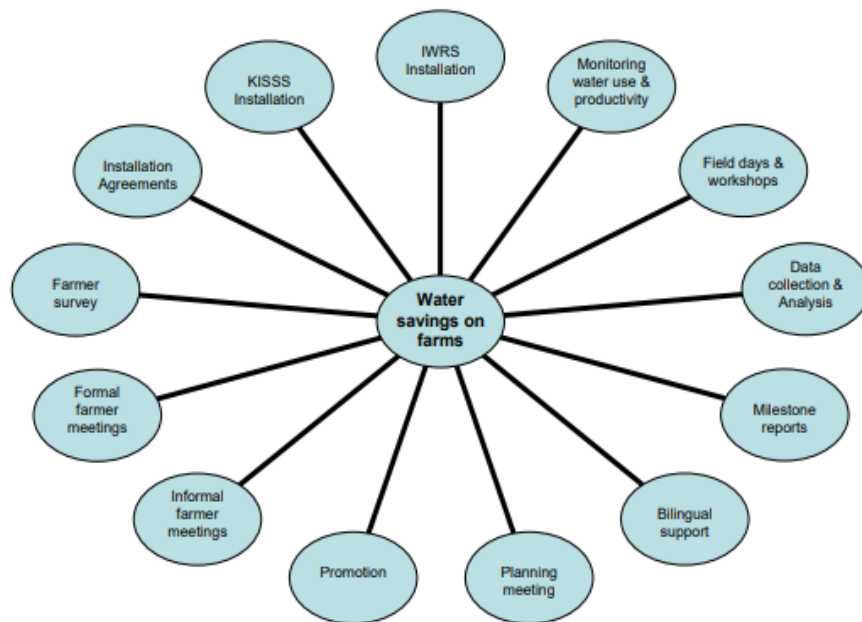 IWRS
Installation
Monitoring
water use &
productivity
Field days &
workshops
Data
collection &
Analysis
Milestone
reports
Bilingual
support
Planning
meeting
Promotion
Informal
farmer
meetings
Formal
farmer
meetings
Farmer
survey
Installation
Agreements
KISSS
Installation
Water
savings on
farms